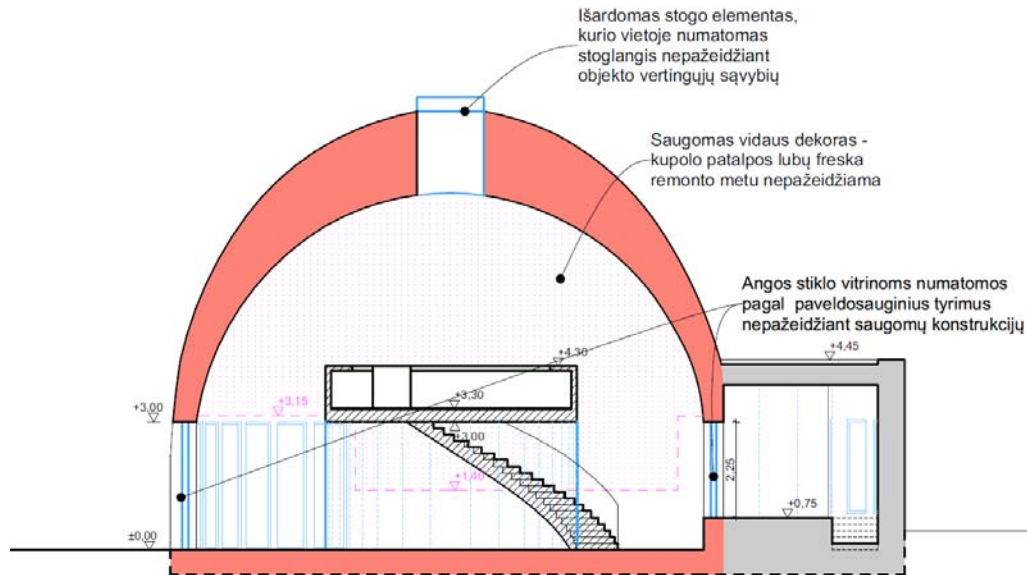 Išardomas stogo elementas,
kurio vietoje numatomas
stoglangis nepažeidžiant
objekto vertingųjų sąvybių
Saugomas vidaus dekoras -
kupolo patalpos lubų freska
remonto metu nepažeidžiama
Angos stiklo vitrinoms numatomos
pagal paveldosauginius tyrimus
nepažeidžiant saugomų konstrukcijų
+4,30
+4,45
+3,30
+3,15
+3,00
+3,00
+1,40
2,25
+0,75
±0,00